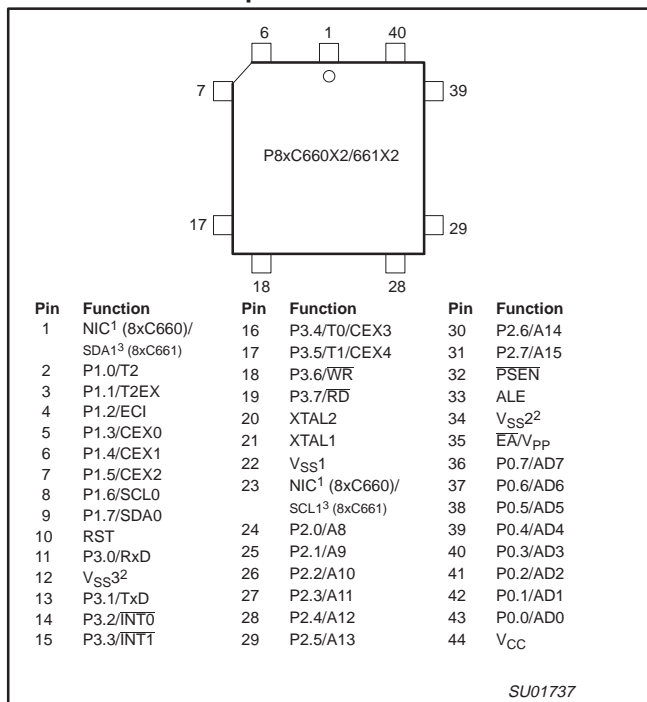 6 1 40
7 39
P8xC660X2/661X2
17 29
18 28
Pin Function
1 NIC¹ (8xC660)/
SDA1³ (8xC661)
2 P1.0/T2
3 P1.1/T2EX
4 P1.2/ECI
5 P1.3/CEX0
6 P1.4/CEX1
7 P1.5/CEX2
8 P1.6/SCL0
9 P1.7/SDA0
10 RST
11 P3.0/RxD
12 VSS3²
13 P3.1/TxD
14 P3.2/I̅N̅T̅0̅
15 P3.3/I̅N̅T̅1̅
Pin Function
16 P3.4/T0/CEX3
17 P3.5/T1/CEX4
18 P3.6/W̅R̅
19 P3.7/R̅D̅
20 XTAL2
21 XTAL1
22 VSS1
23 NIC¹ (8xC660)/
SCL1³ (8xC661)
24 P2.0/A8
25 P2.1/A9
26 P2.2/A10
27 P2.3/A11
28 P2.4/A12
29 P2.5/A13
Pin Function
30 P2.6/A14
31 P2.7/A15
32 P̅S̅E̅N̅
33 ALE
34 VSS2²
35 E̅A̅/VPP
36 P0.7/AD7
37 P0.6/AD6
38 P0.5/AD5
39 P0.4/AD4
40 P0.3/AD3
41 P0.2/AD2
42 P0.1/AD1
43 P0.0/AD0
44 VCC
SU01737